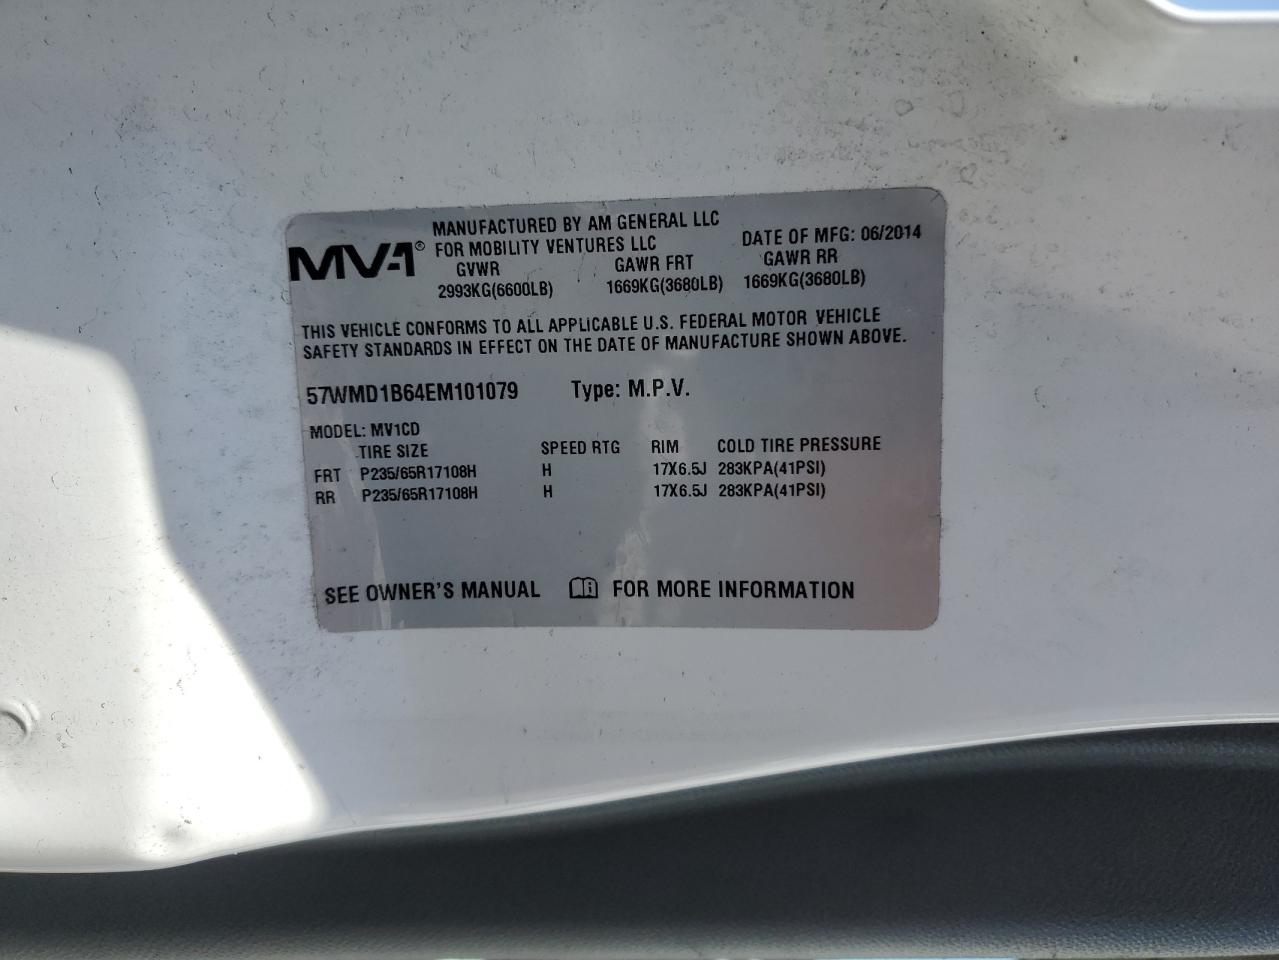 MANUFACTURED BY AM GENERAL LLC
MV-1® FOR MOBILITY VENTURES LLC DATE OF MFG: 06/2014
GVWR GAWR FRT GAWR RR
2993KG(6600LB) 1669KG(3680LB) 1669KG(3680LB)
THIS VEHICLE CONFORMS TO ALL APPLICABLE U.S. FEDERAL MOTOR VEHICLE
SAFETY STANDARDS IN EFFECT ON THE DATE OF MANUFACTURE SHOWN ABOVE.
57WMD1B64EM101079 Type: M.P.V.
MODEL: MV1CD
TIRE SIZE SPEED RTG RIM COLD TIRE PRESSURE
FRT P235/65R17108H H 17X6.5J 283KPA(41PSI)
RR P235/65R17108H H 17X6.5J 283KPA(41PSI)
SEE OWNER'S MANUAL FOR MORE INFORMATION